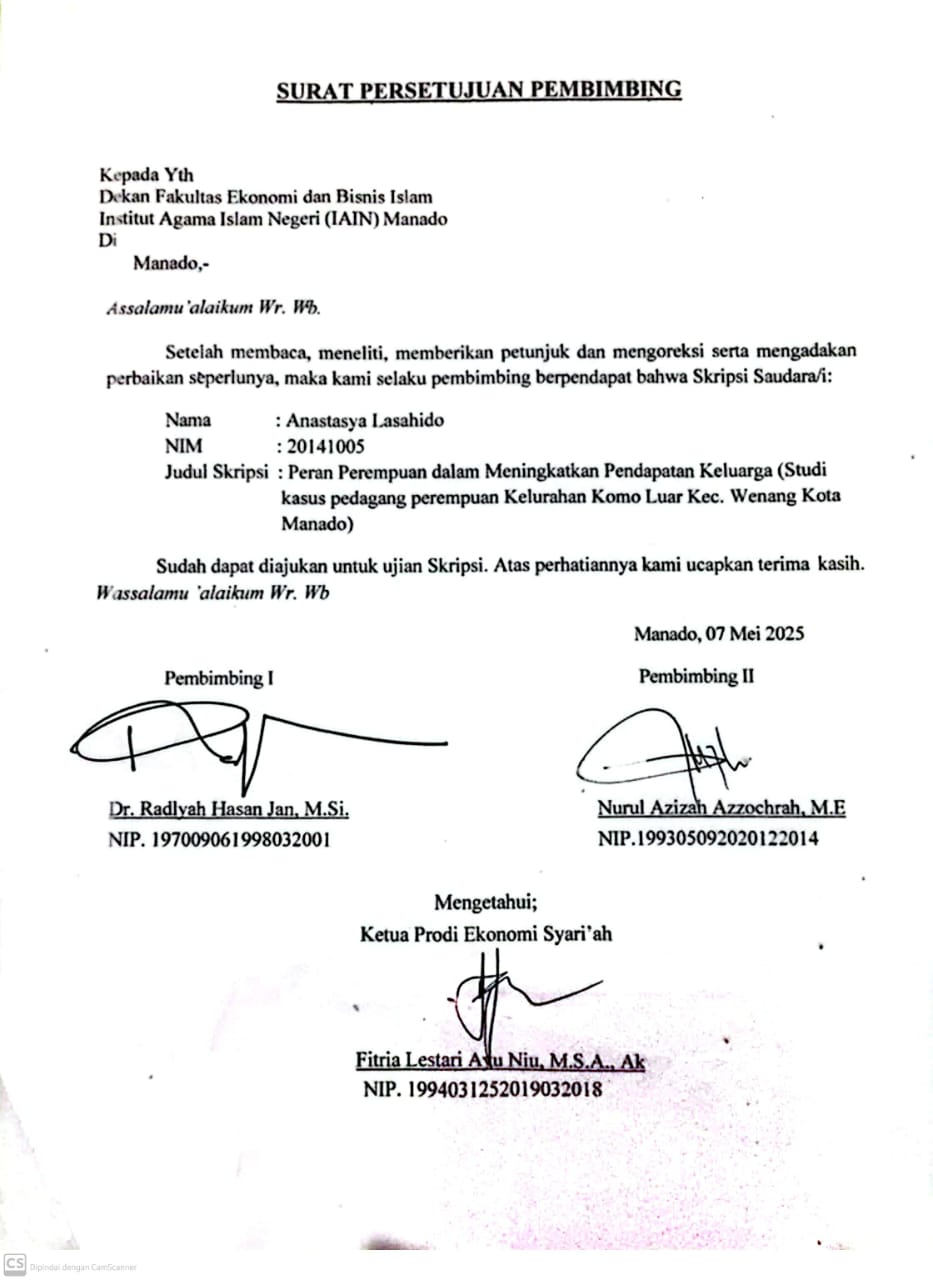 SURAT PERSETUJUAN PEMBIMBING
Kepada Yth
Dekan Fakultas Ekonomi dan Bisnis Islam
Institut Agama Islam Negeri (IAIN) Manado
Di
Manado,-
Assalamu'alaikum Wr. Wb.
Setelah membaca, meneliti, memberikan petunjuk dan mengoreksi serta mengadakan
perbaikan seperlunya, maka kami selaku pembimbing berpendapat bahwa Skripsi Saudara/i:
Nama : Anastasya Lasahido
NIM : 20141005
Judul Skripsi : Peran Perempuan dalam Meningkatkan Pendapatan Keluarga (Studi
kasus pedagang perempuan Kelurahan Komo Luar Kec. Wenang Kota
Manado)
Sudah dapat diajukan untuk ujian Skripsi. Atas perhatiannya kami ucapkan terima kasih.
Wassalamu 'alaikum Wr. Wb
Manado, 07 Mei 2025
Pembimbing I Pembimbing II
Dr. Radlyah Hasan Jan, M.Si. Nurul Azizah Azzochrah, M.E
NIP. 197009061998032001 NIP.199305092020122014
Mengetahui;
Ketua Prodi Ekonomi Syari'ah
Fitria Lestari Ayu Niu, M.S.A., Ak
NIP. 1994031252019032018
CS Dipindai dengan CamScanner